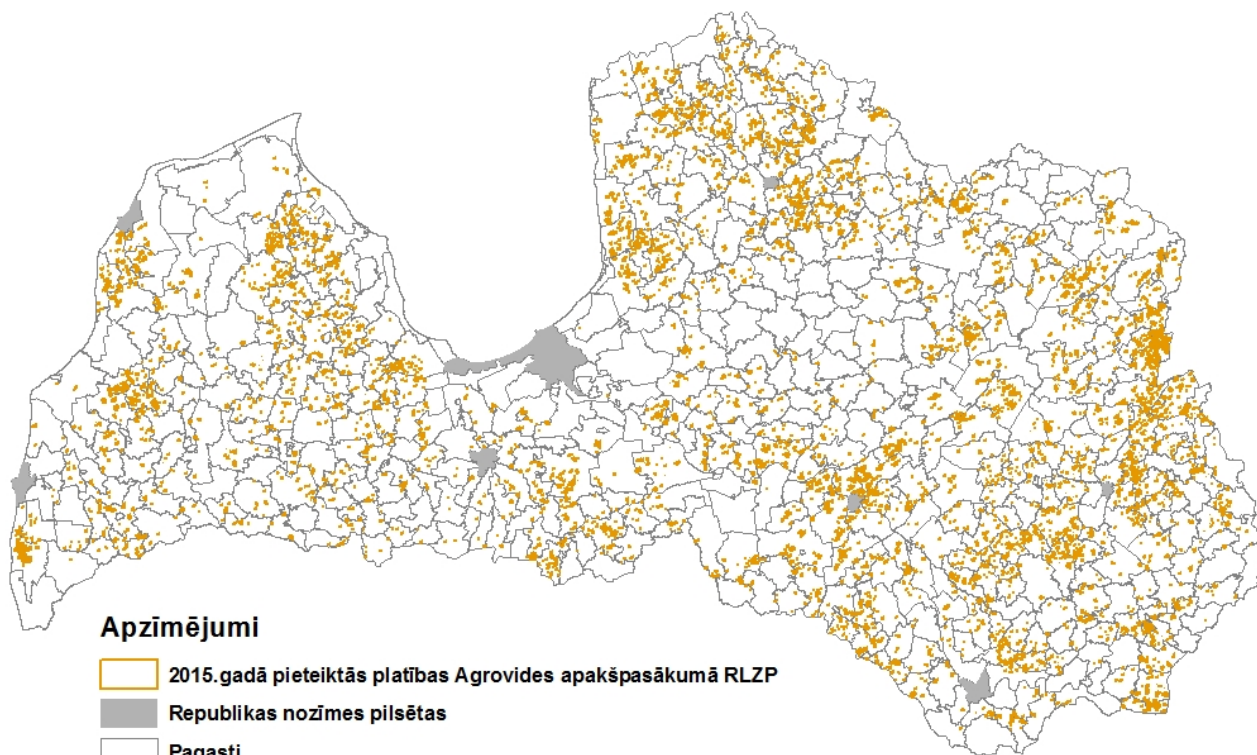 Apzīmējumi
2015.gadā pieteiktās platības Agrovides apakšpasākumā RLZP
Republikas nozīmes pilsētas
Pagasti